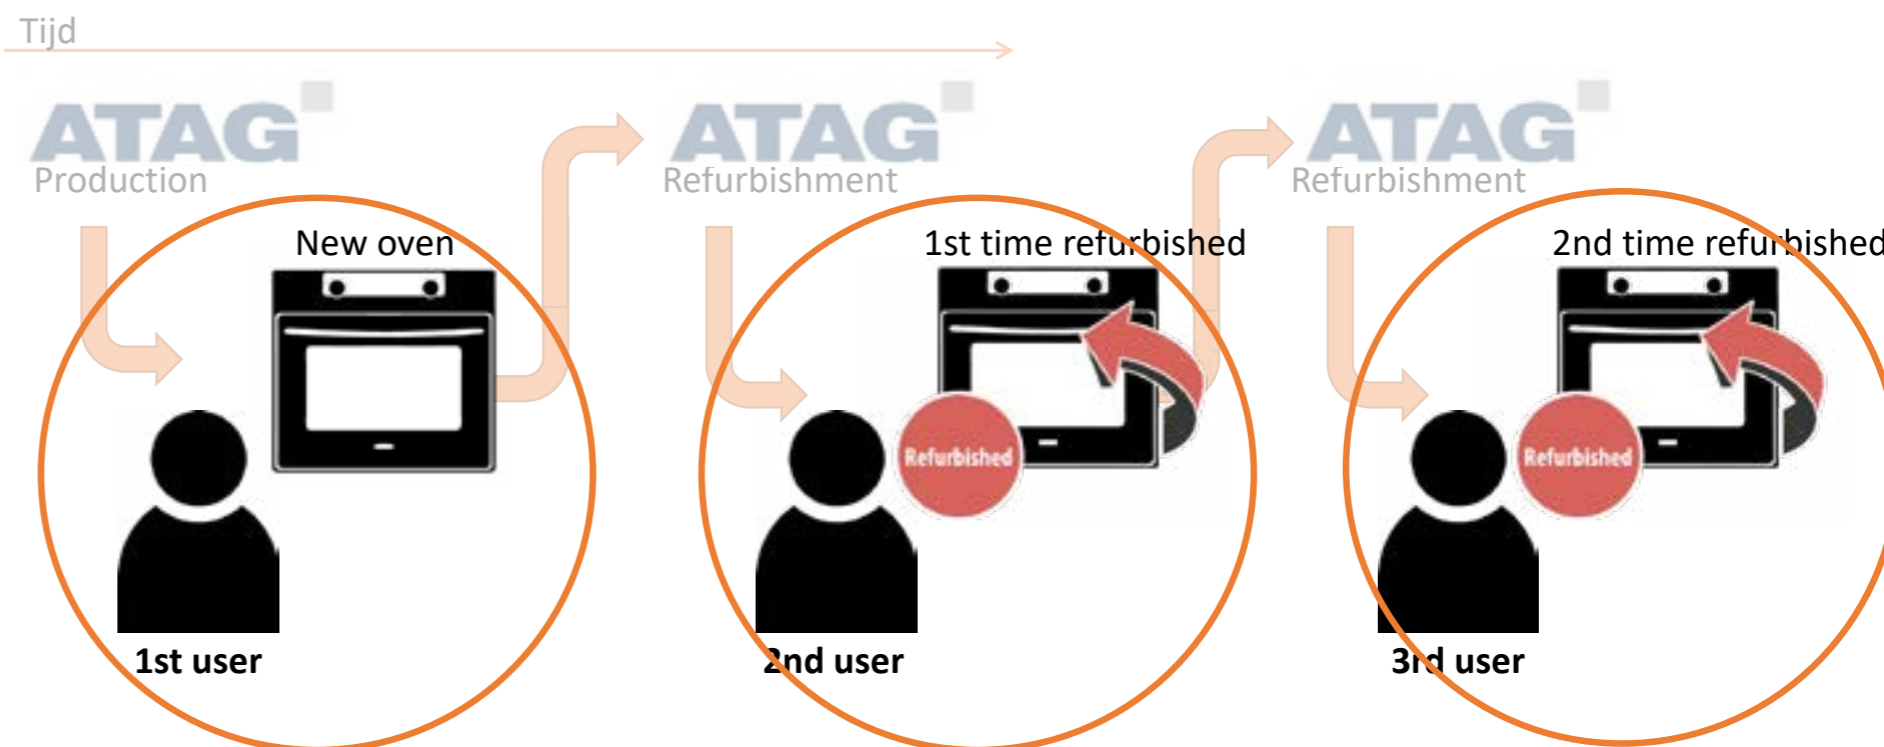 Tijd
ATAG
Production
New oven
1st user
ATAG
Refurbishment
1st time refurbished
Refurbished
2nd user
ATAG
Refurbishment
2nd time refurbished
Refurbished
3rd user